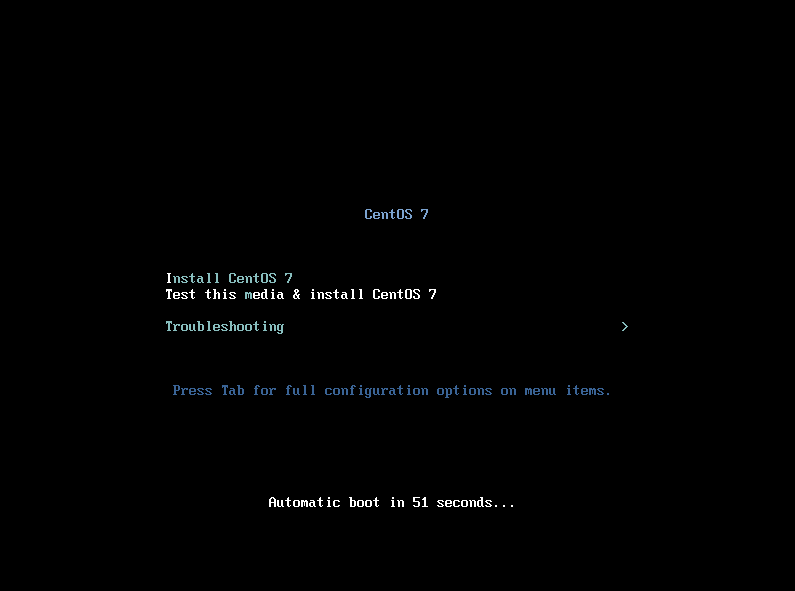 CentOS 7
Install CentOS 7
Test this media & install CentOS 7
Troubleshooting >
Press Tab for full configuration options on menu items.
Automatic boot in 51 seconds...